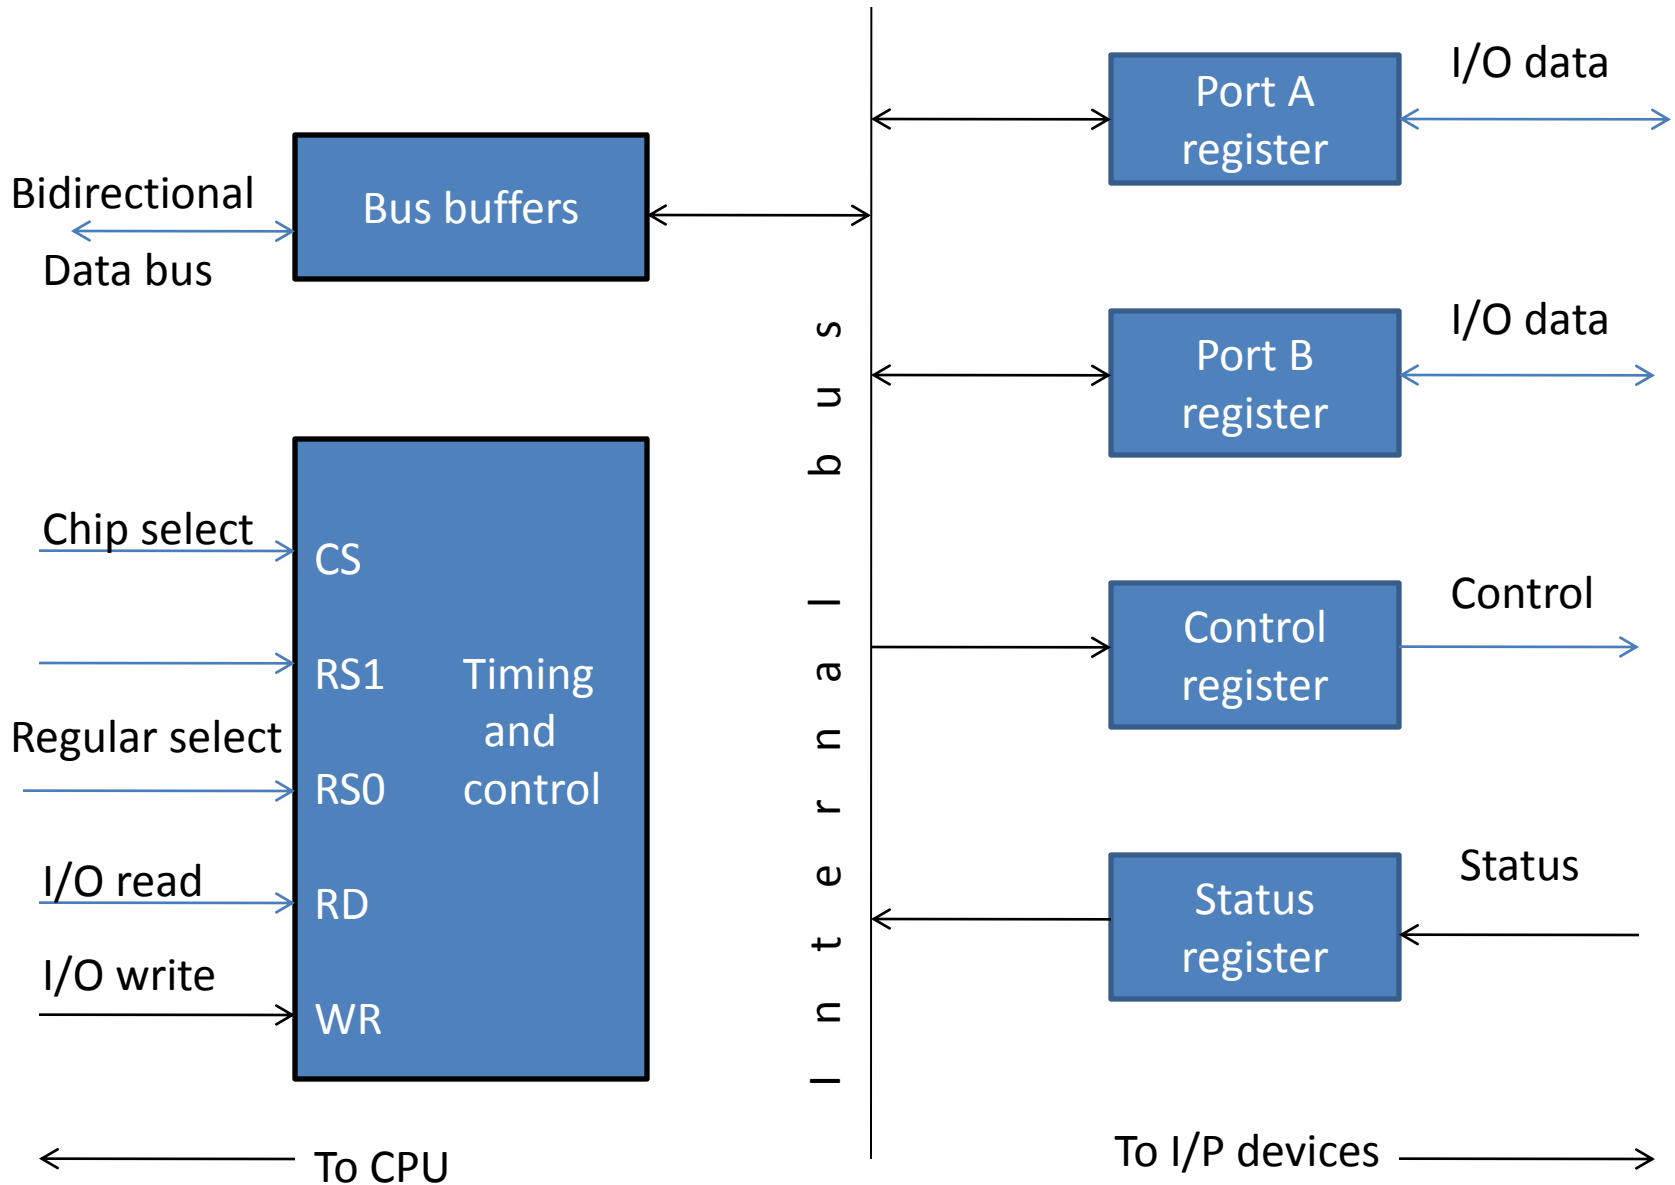 Bidirectional
Data bus
Bus buffers
Chip select
CS
RS1
Regular select
RS0
I/O read
RD
I/O write
WR
Timing
and
control
To CPU
Internal bus
Port A
register
I/O data
Port B
register
I/O data
Control
register
Control
Status
register
Status
To I/P devices